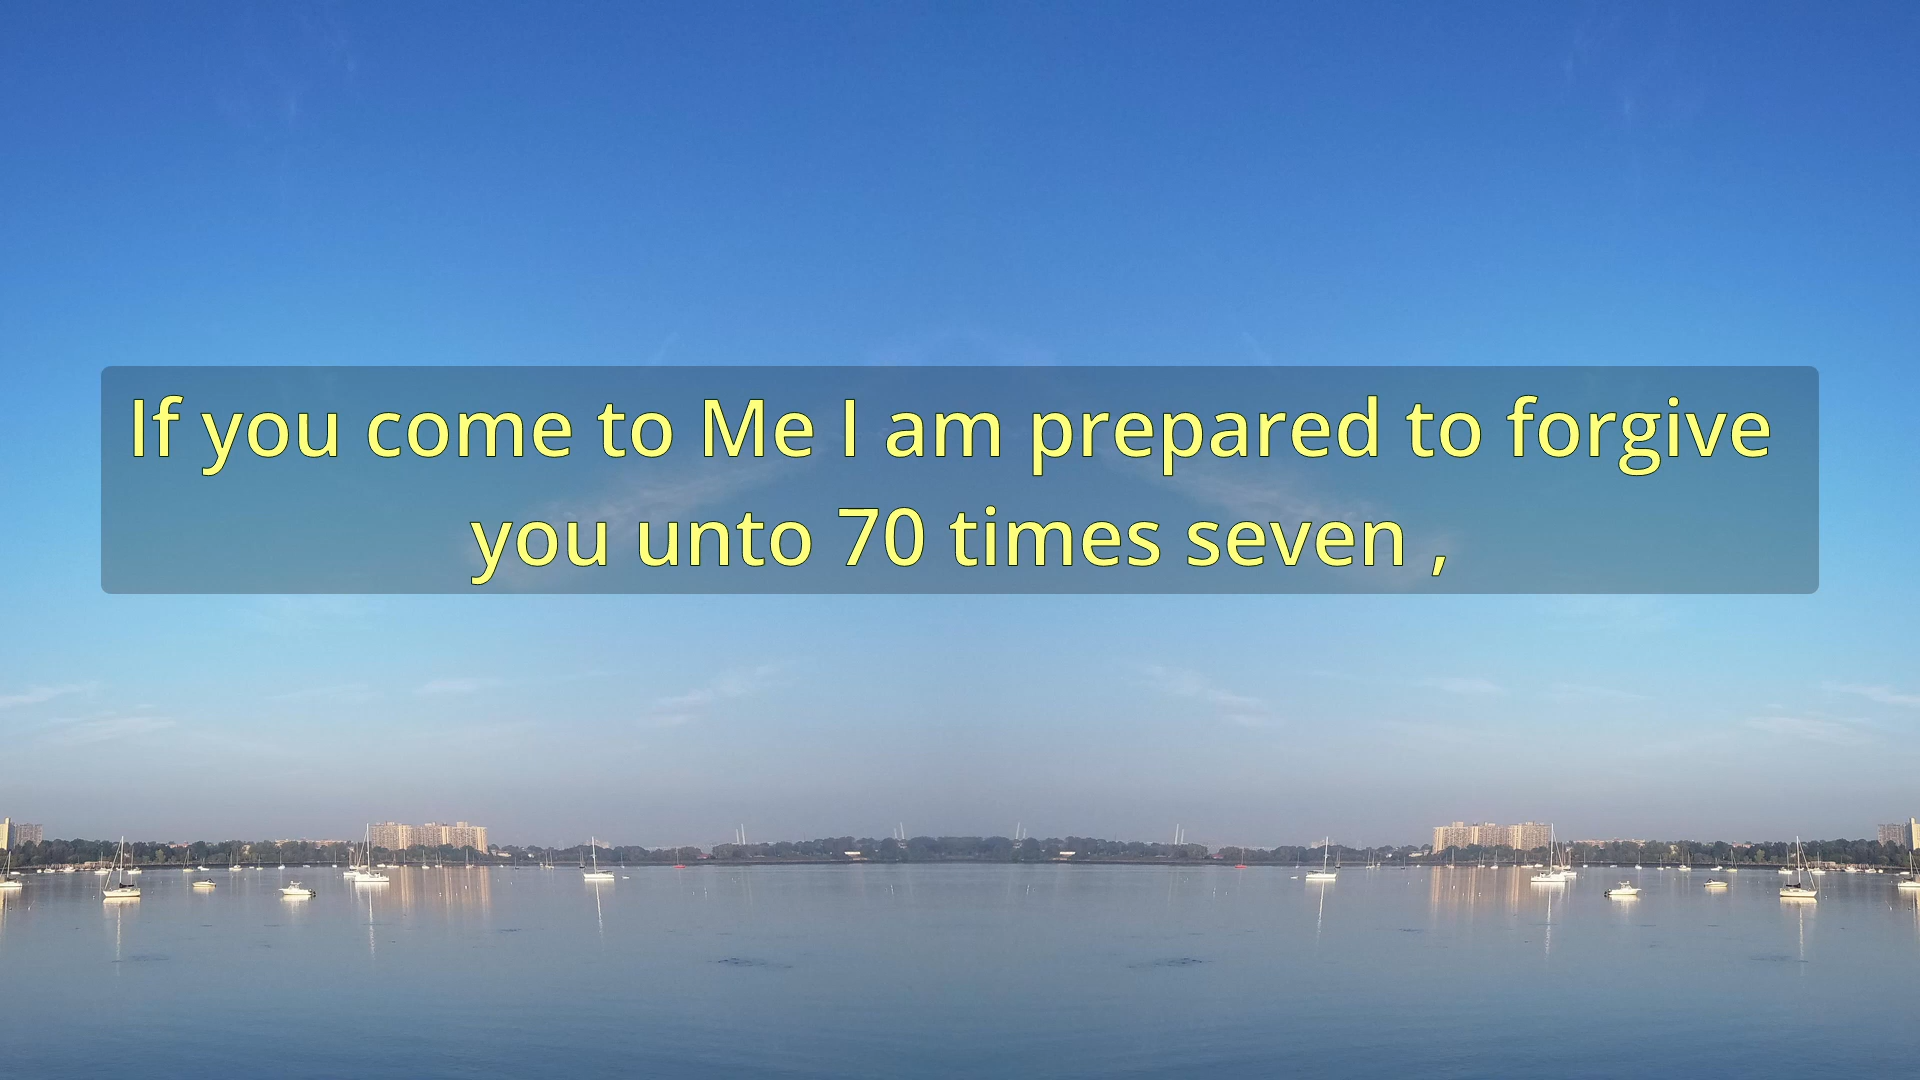 If you come to Me I am prepared to forgive
you unto 70 times seven ,